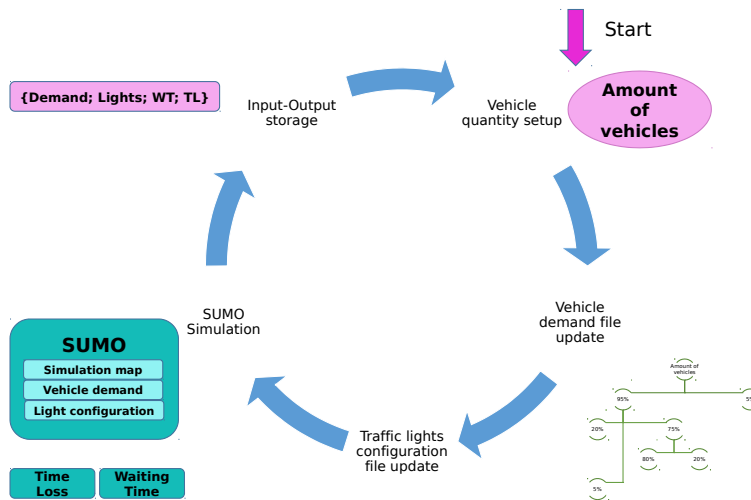 Start
{Demand; Lights; WT; TL}
Input-Output
storage
Vehicle
quantity setup
Amount
of
vehicles
SUMO
Simulation
Vehicle
demand file
update
SUMO
Simulation map
Vehicle demand
Light configuration
Amount of
vehicles
95%
5%
20%
75%
80%
20%
5%
Traffic lights
configuration
file update
Time
Loss
Waiting
Time